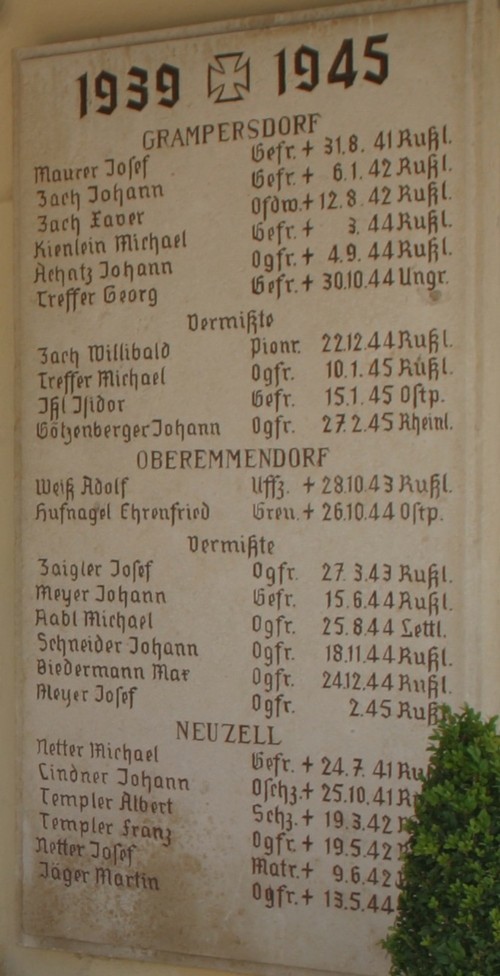 1939 1945
GRAMPERSDORF
Maurer Josef Gefr. + 31.8.41 Rußl.
Zach Johann Gefr. + 6.1.42 Rußl.
Zach Xaver Ofdw. + 12.8.42 Rußl.
Kienlein Michael Gefr. + 3.44 Rußl.
Achatz Johann Ogfr. + 4.9.44 Rußl.
Treffer Georg Gefr. + 30.10.44 Ungr.
Vermißte
Zach Willibald Pionr. 22.12.44 Rußl.
Treffer Michael Ogfr. 10.1.45 Rußl.
Ißl Isidor Gefr. 15.1.45 Ostp.
Götzenberger Johann Ogfr. 27.2.45 Rheinl.
OBEREMMENDORF
Weiß Adolf Uffz. + 28.10.43 Rußl.
Hufnagel Ehrenfried Gren. + 26.10.44 Ostp.
Vermißte
Zaigler Josef Ogfr. 27.3.43 Rußl.
Meyer Johann Gefr. 15.6.44 Rußl.
Rabl Michael Ogfr. 25.8.44 Lettl.
Schneider Johann Ogfr. 18.11.44 Rußl.
Biedermann Max Ogfr. 24.12.44 Rußl.
Meyer Josef Ogfr. 2.45 Rußl.
NEUZELL
Netter Michael Gefr. + 24.7.41
Lindner Johann Oschz. + 25.10.41
Templer Albert Schz. + 19.3.42
Templer Franz Ogfr. + 19.5.42
Netter Josef Matr. + 9.6.42
Jäger Martin Ogfr. + 13.5.44